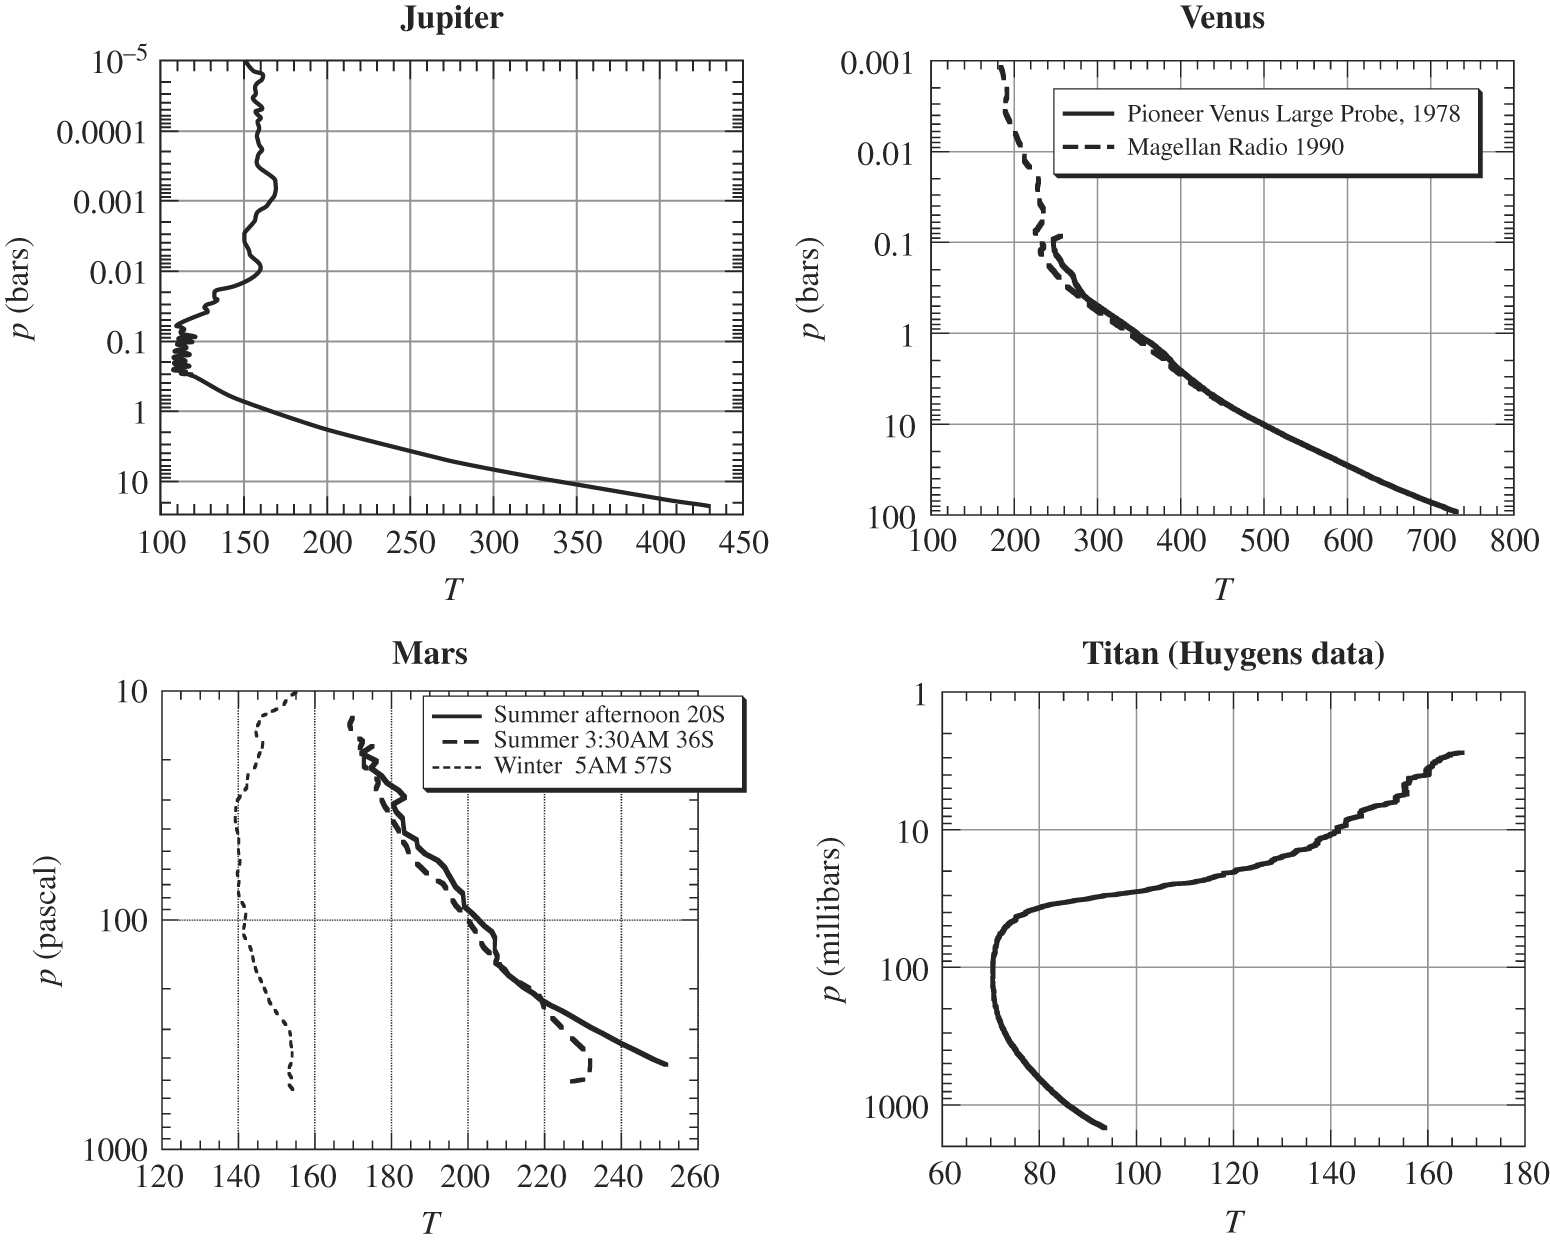 Jupiter
10–5
0.0001
0.001
0.01
0.1
1
10
p (bars)
100 150 200 250 300 350 400 450
T
Venus
0.001
0.01
0.1
1
10
100
p (bars)
Pioneer Venus Large Probe, 1978
Magellan Radio 1990
100 200 300 400 500 600 700 800
T
Mars
10
100
1000
p (pascal)
Summer afternoon 20S
Summer 3:30AM 36S
Winter 5AM 57S
120 140 160 180 200 220 240 260
T
Titan (Huygens data)
1
10
100
1000
p (millibars)
60 80 100 120 140 160 180
T